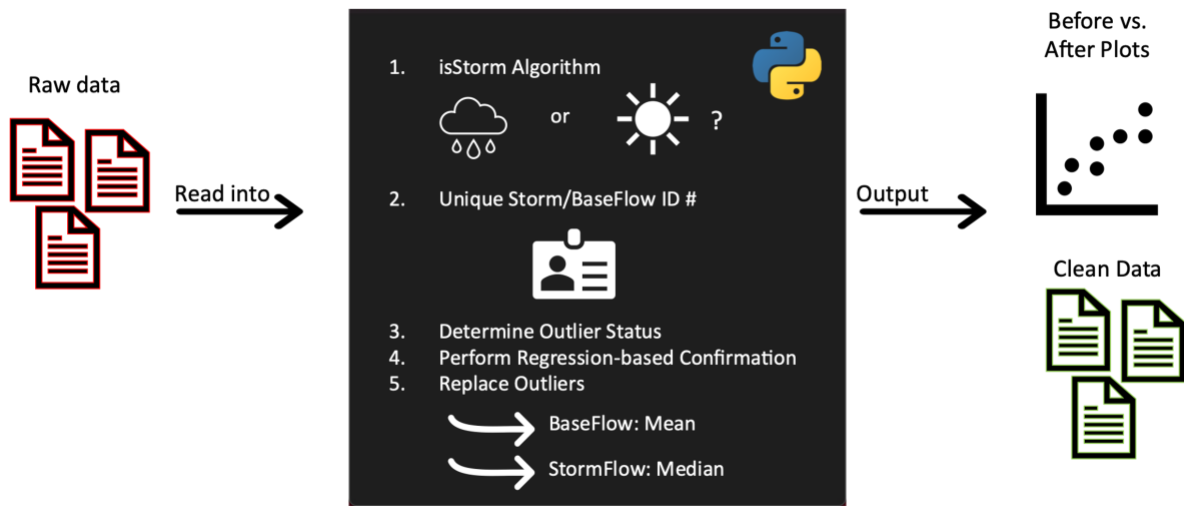 Raw data
Read into
1. isStorm Algorithm
or
?
2. Unique Storm/BaseFlow ID #
3. Determine Outlier Status
4. Perform Regression-based Confirmation
5. Replace Outliers
BaseFlow: Mean
StormFlow: Median
Output
Before vs.
After Plots
Clean Data